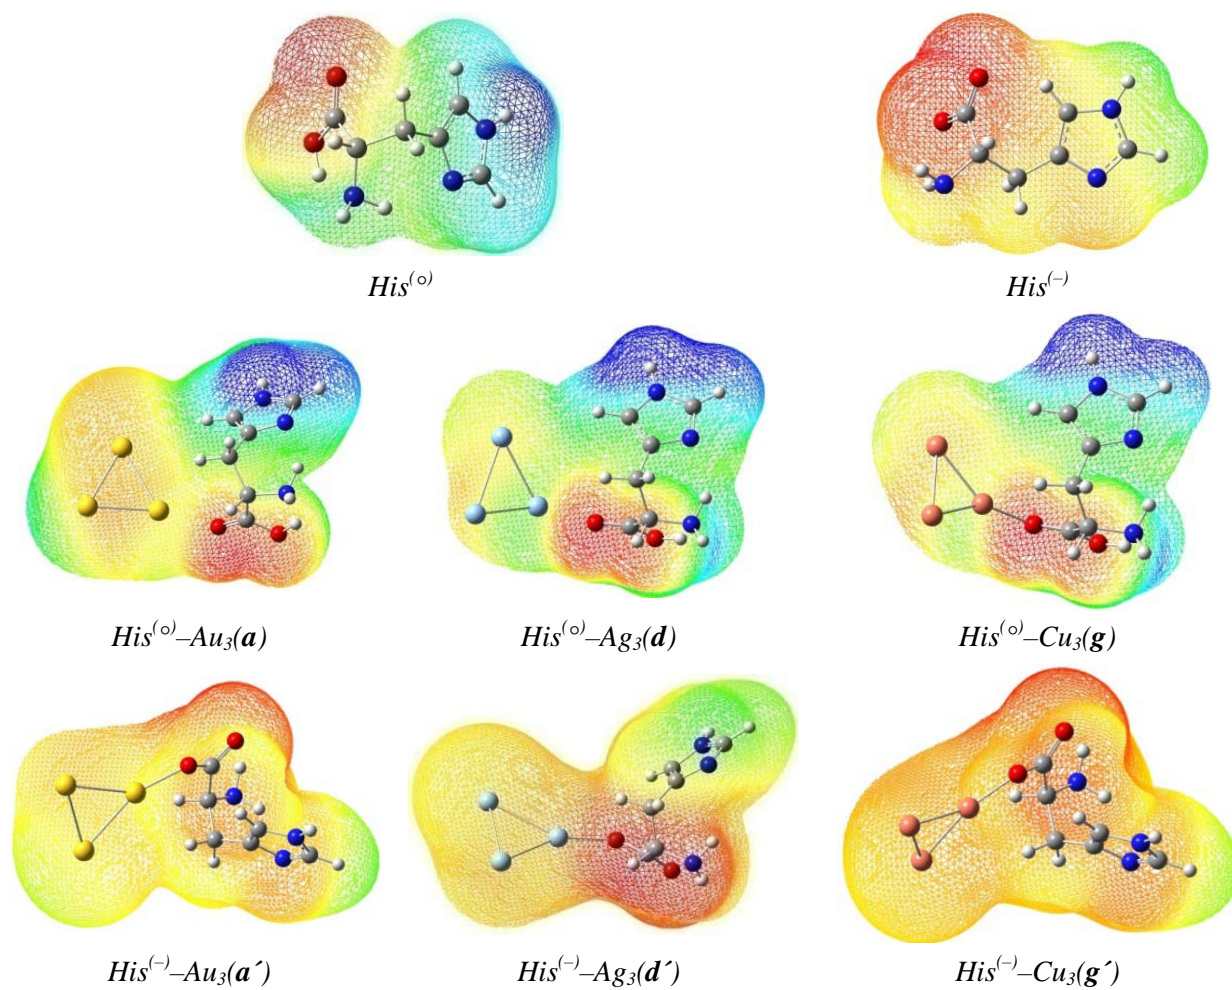 His(°)
His(–)
His(°)–Au3(a)
His(°)–Ag3(d)
His(°)–Cu3(g)
His(–)–Au3(a´)
His(–)–Ag3(d´)
His(–)–Cu3(g´)